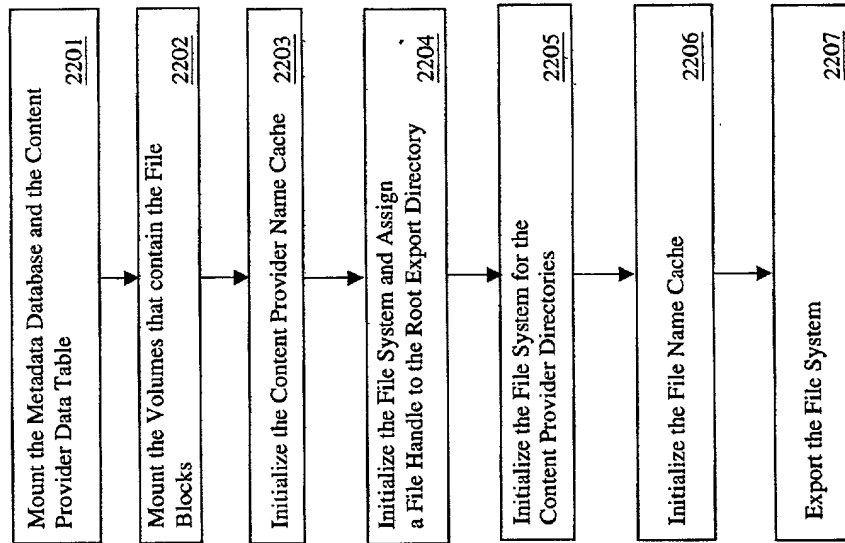 Mount the Metadata Database and the Content
Provider Data Table
2201
Mount the Volumes that contain the File
Blocks
2202
Initialize the Content Provider Name Cache
2203
Initialize the File System and Assign
a File Handle to the Root Export Directory
2204
Initialize the File System for the
Content Provider Directories
2205
Initialize the File Name Cache
2206
Export the File System
2207